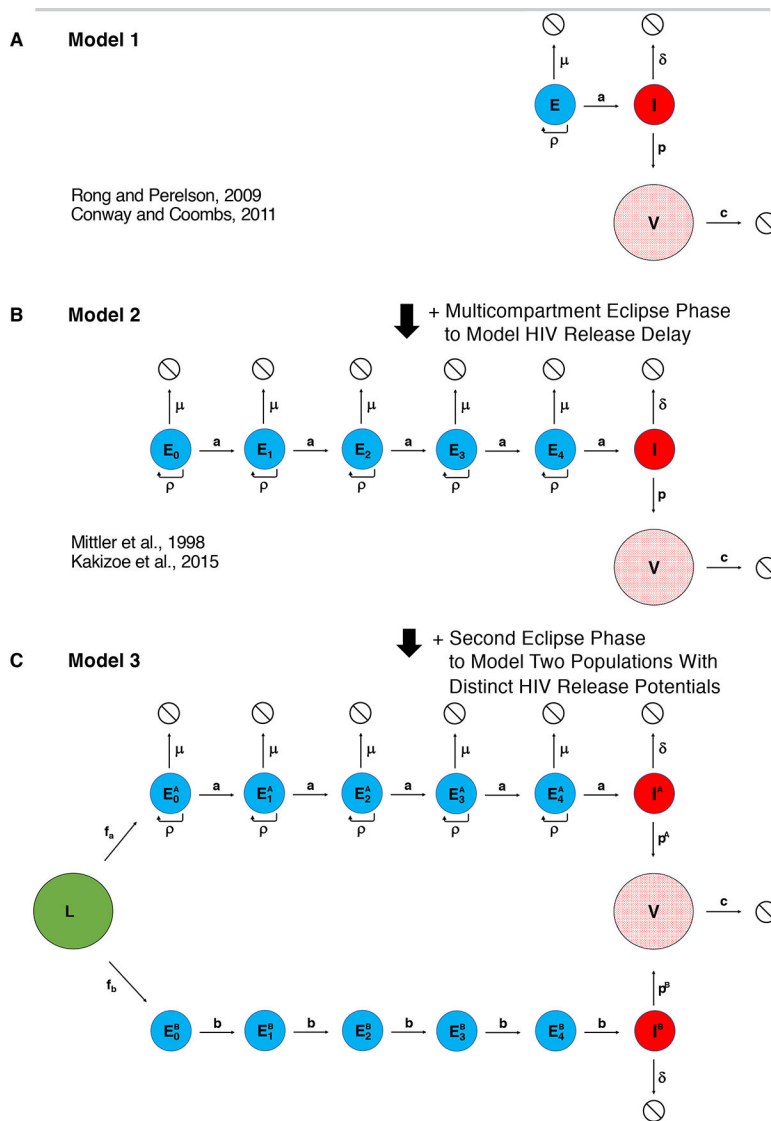 A Model 1
μ δ
E a I
ρ p
Rong and Perelson, 2009
Conway and Coombs, 2011
V c
B Model 2
+ Multicompartment Eclipse Phase
to Model HIV Release Delay
μ μ μ μ μ δ
E0 a E1 a E2 a E3 a E4 a I
ρ ρ ρ ρ ρ p
Mittler et al., 1998
Kakizoe et al., 2015
V c
C Model 3
+ Second Eclipse Phase
to Model Two Populations With
Distinct HIV Release Potentials
μ μ μ μ μ δ
E0A a E1A a E2A a E3A a E4A a IA
ρ ρ ρ ρ ρ pA
fa
L V c
fb pB
E0B b E1B b E2B b E3B b E4B b IB
δ